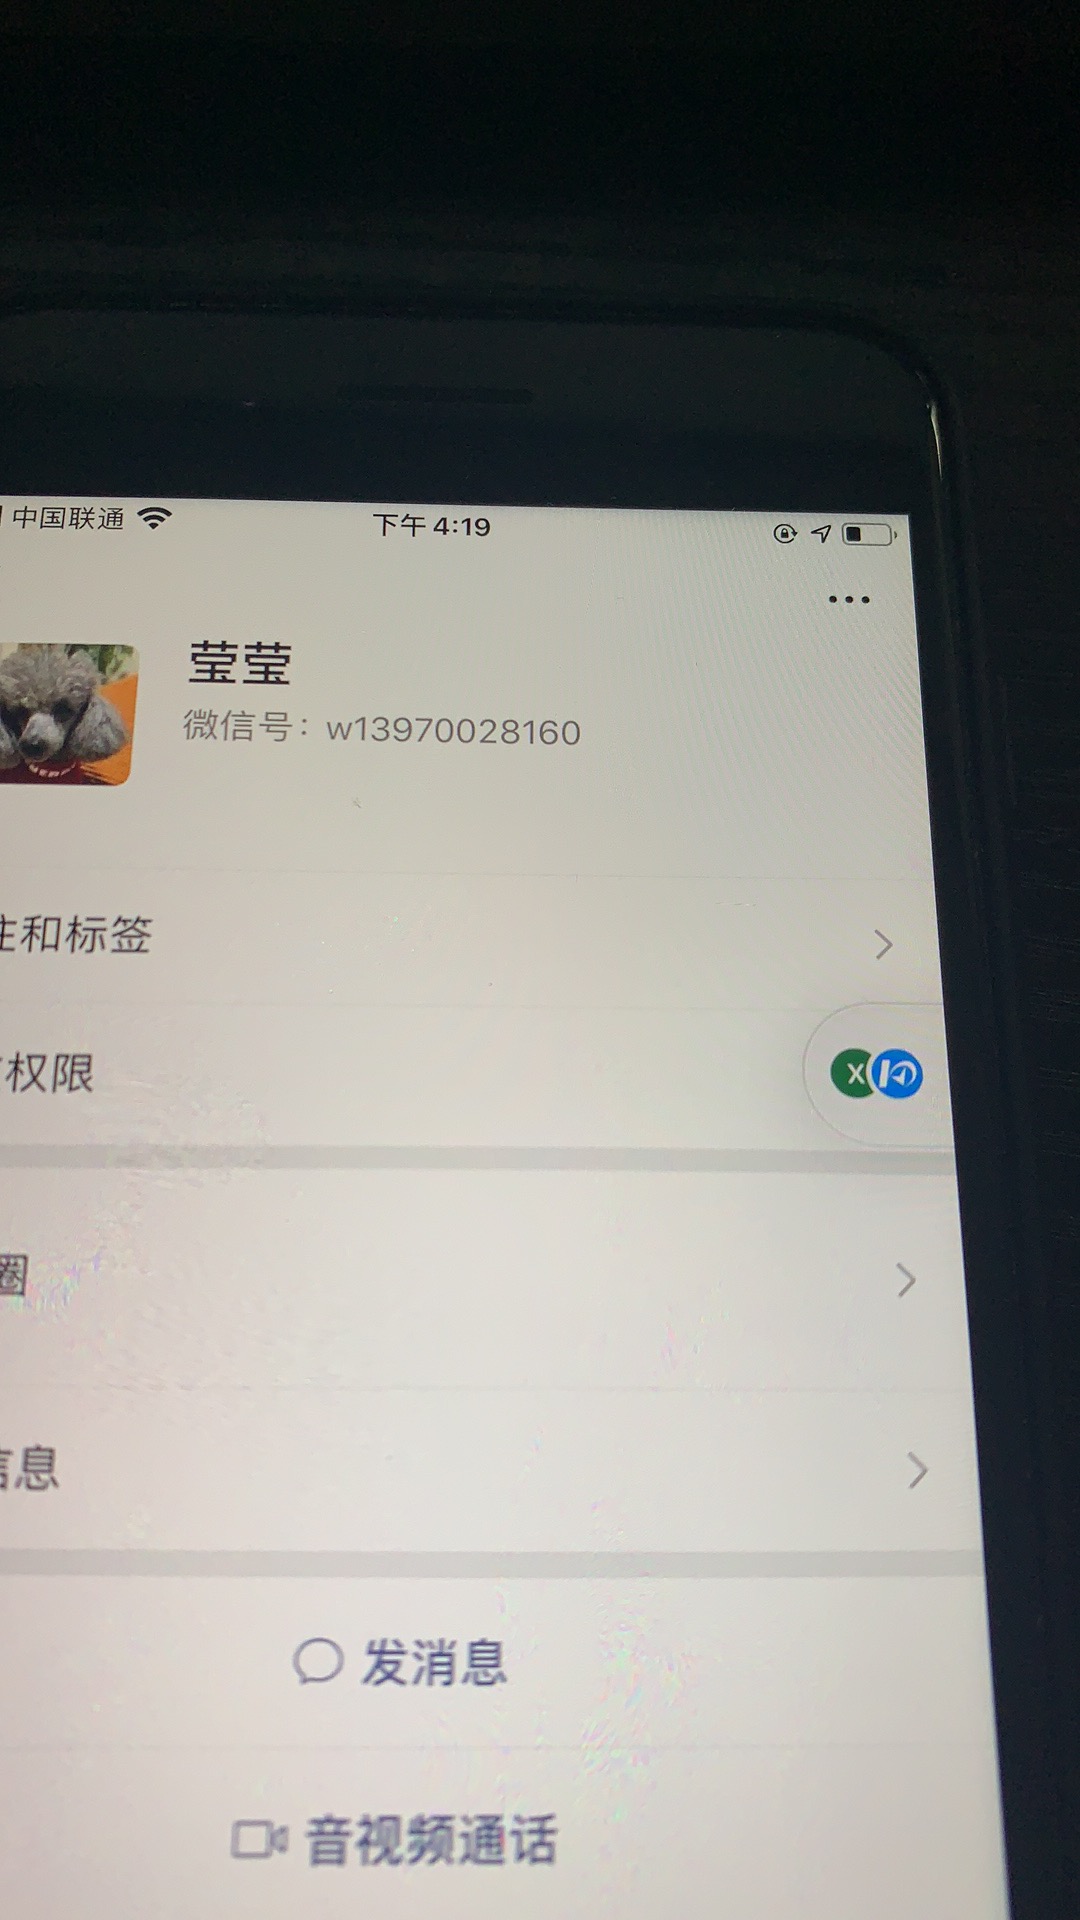 中国联通
下午4:19
莹莹
微信号：w13970028160
和标签
权限
圈
信息
发消息
音视频通话